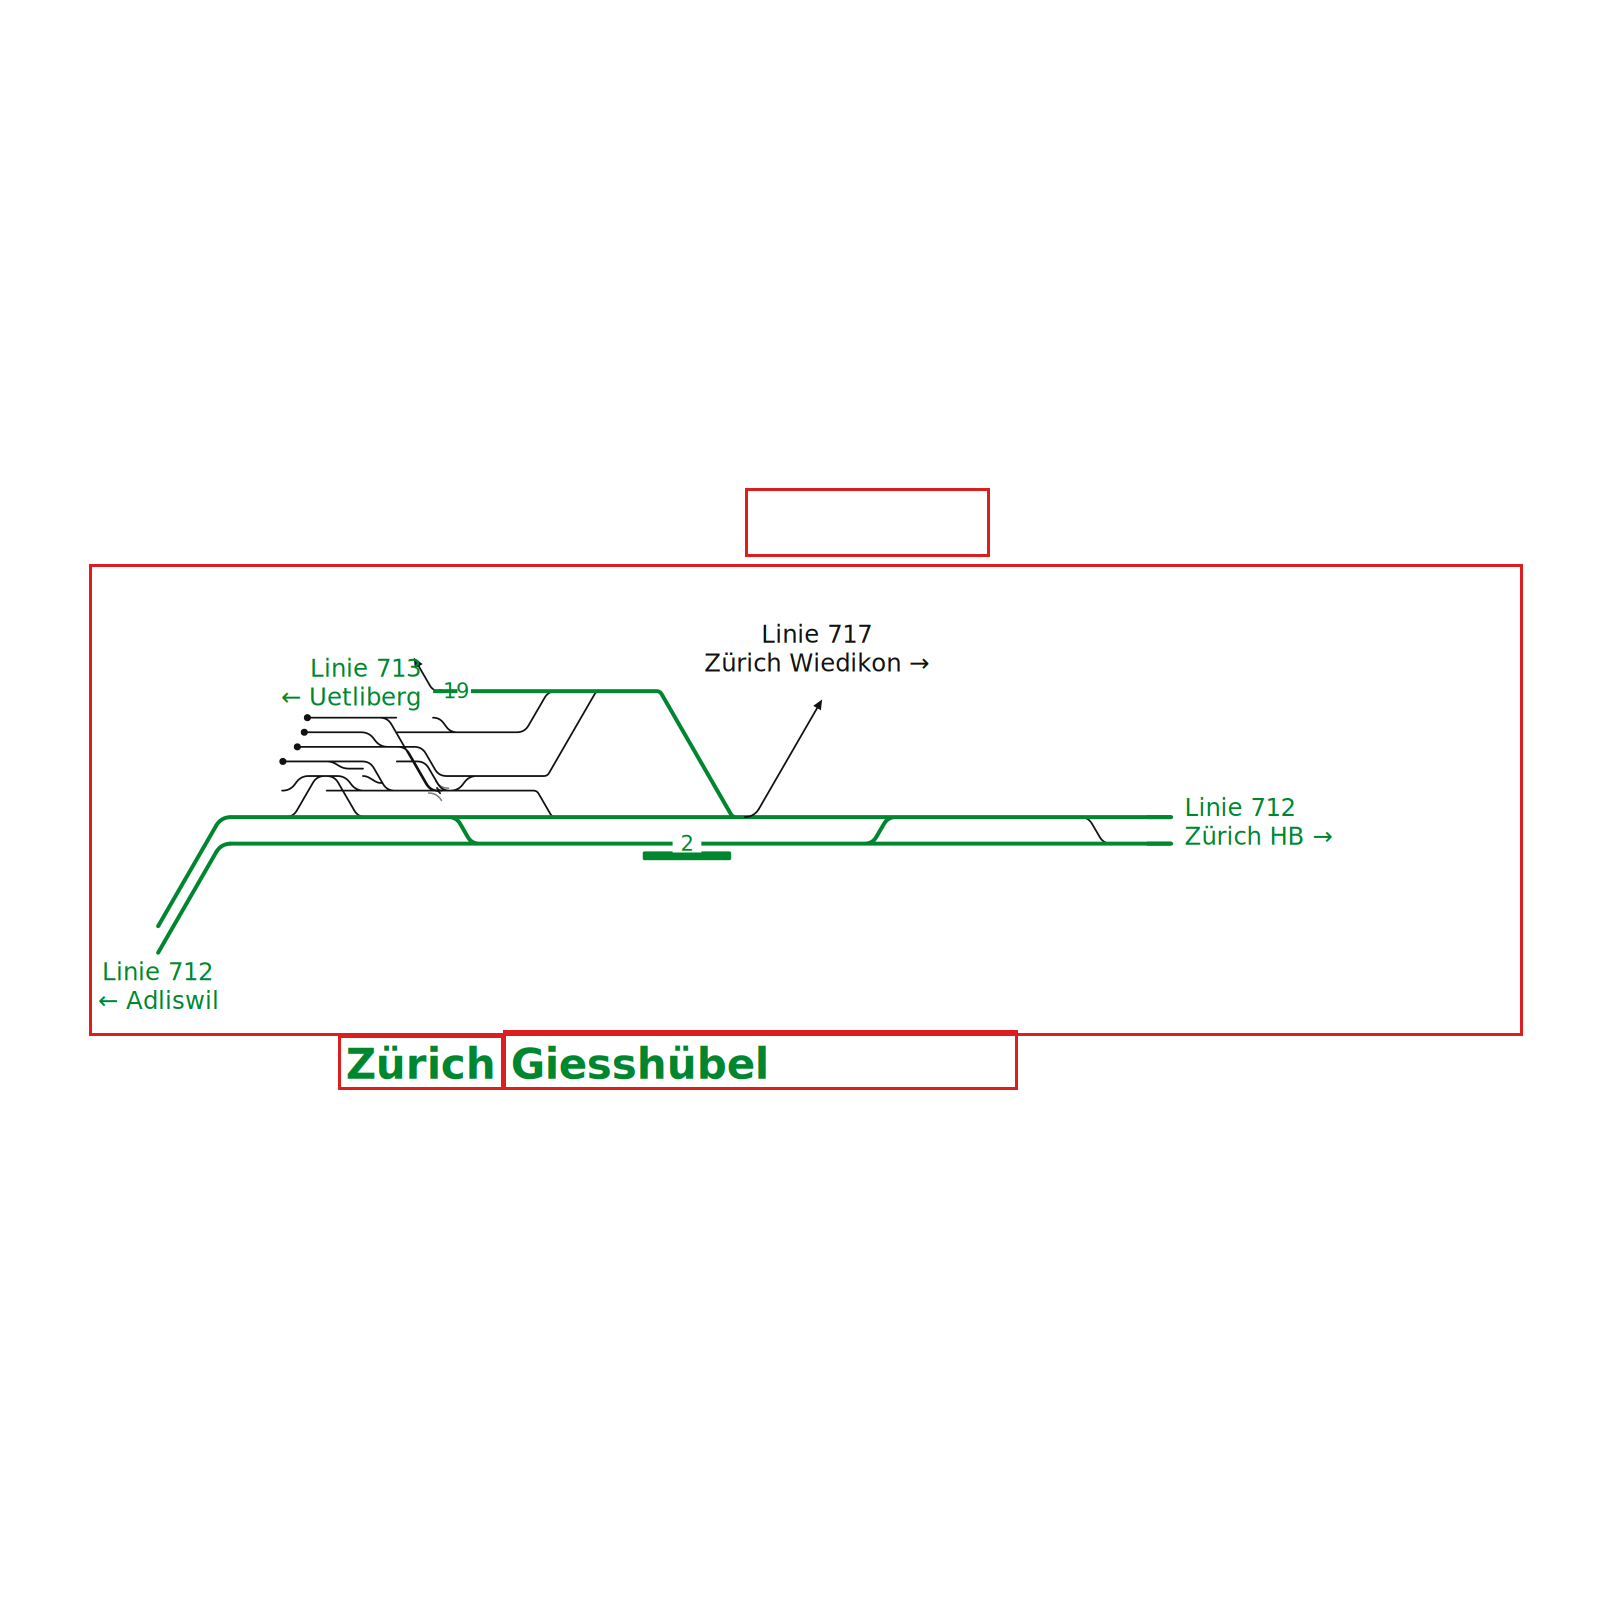 Linie 717
Zürich Wiedikon →
Linie 713
← Uetliberg
19
Linie 712
Zürich HB →
2
Linie 712
← Adliswil
Zürich Giesshübel